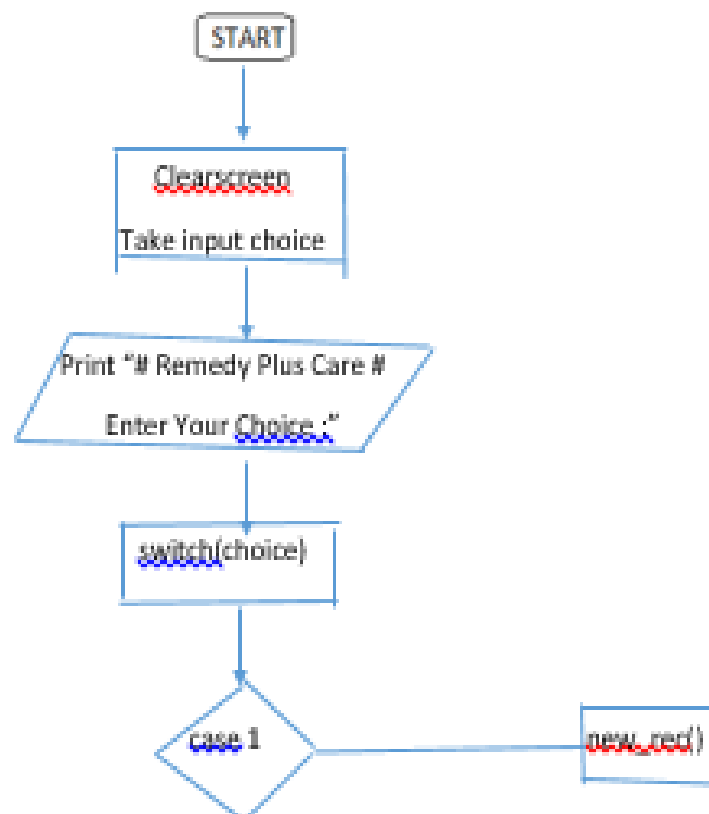 START
Clearscreen
Take input choice
Print “# Remedy Plus Care #
Enter Your Choice :”
switch(choice)
case 1
new_rec()